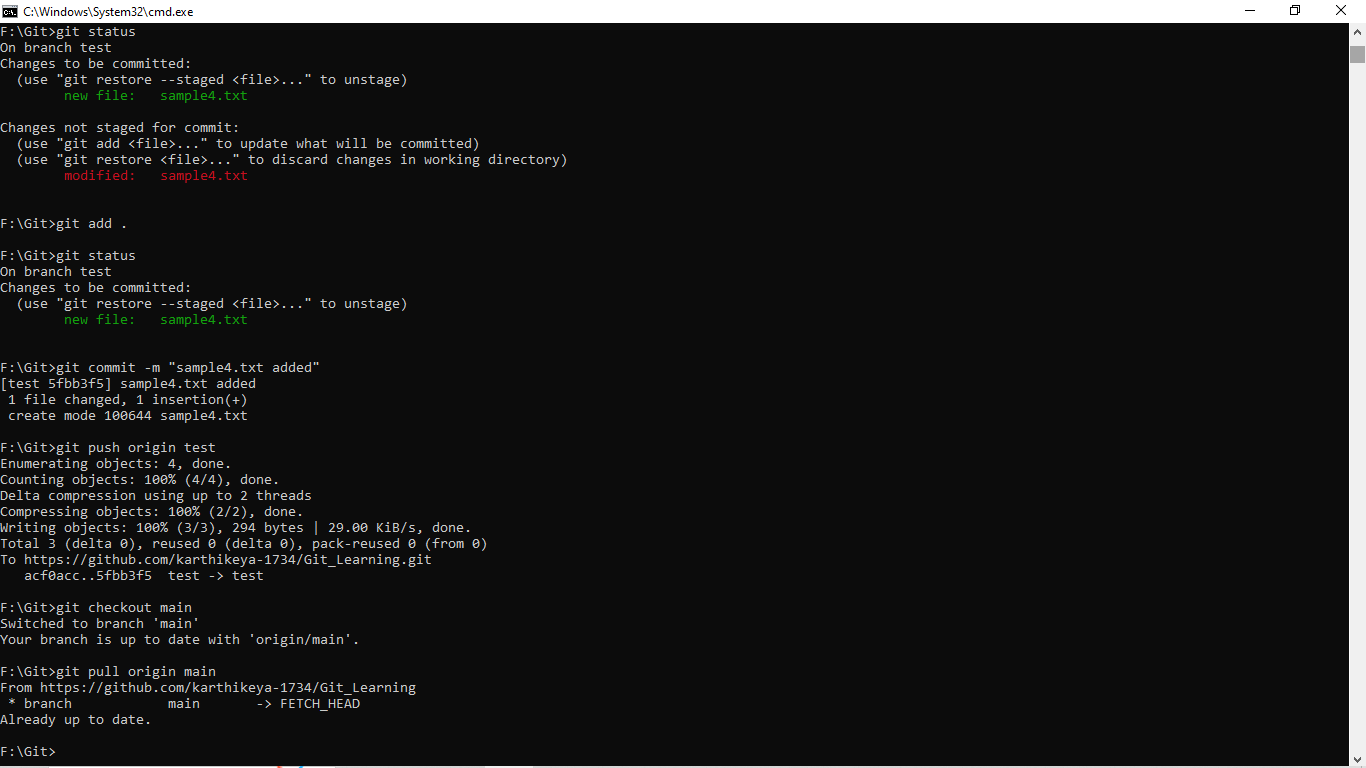 C:\Windows\System32\cmd.exe
F:\Git>git status
On branch test
Changes to be committed:
  (use "git restore --staged <file>..." to unstage)
        new file:   sample4.txt

Changes not staged for commit:
  (use "git add <file>..." to update what will be committed)
  (use "git restore <file>..." to discard changes in working directory)
        modified:   sample4.txt


F:\Git>git add .

F:\Git>git status
On branch test
Changes to be committed:
  (use "git restore --staged <file>..." to unstage)
        new file:   sample4.txt


F:\Git>git commit -m "sample4.txt added"
[test 5fbb3f5] sample4.txt added
 1 file changed, 1 insertion(+)
 create mode 100644 sample4.txt

F:\Git>git push origin test
Enumerating objects: 4, done.
Counting objects: 100% (4/4), done.
Delta compression using up to 2 threads
Compressing objects: 100% (2/2), done.
Writing objects: 100% (3/3), 294 bytes | 29.00 KiB/s, done.
Total 3 (delta 0), reused 0 (delta 0), pack-reused 0 (from 0)
To https://github.com/karthikeya-1734/Git_Learning.git
   acf0acc..5fbb3f5  test -> test

F:\Git>git checkout main
Switched to branch 'main'
Your branch is up to date with 'origin/main'.

F:\Git>git pull origin main
From https://github.com/karthikeya-1734/Git_Learning
 * branch            main       -> FETCH_HEAD
Already up to date.

F:\Git>